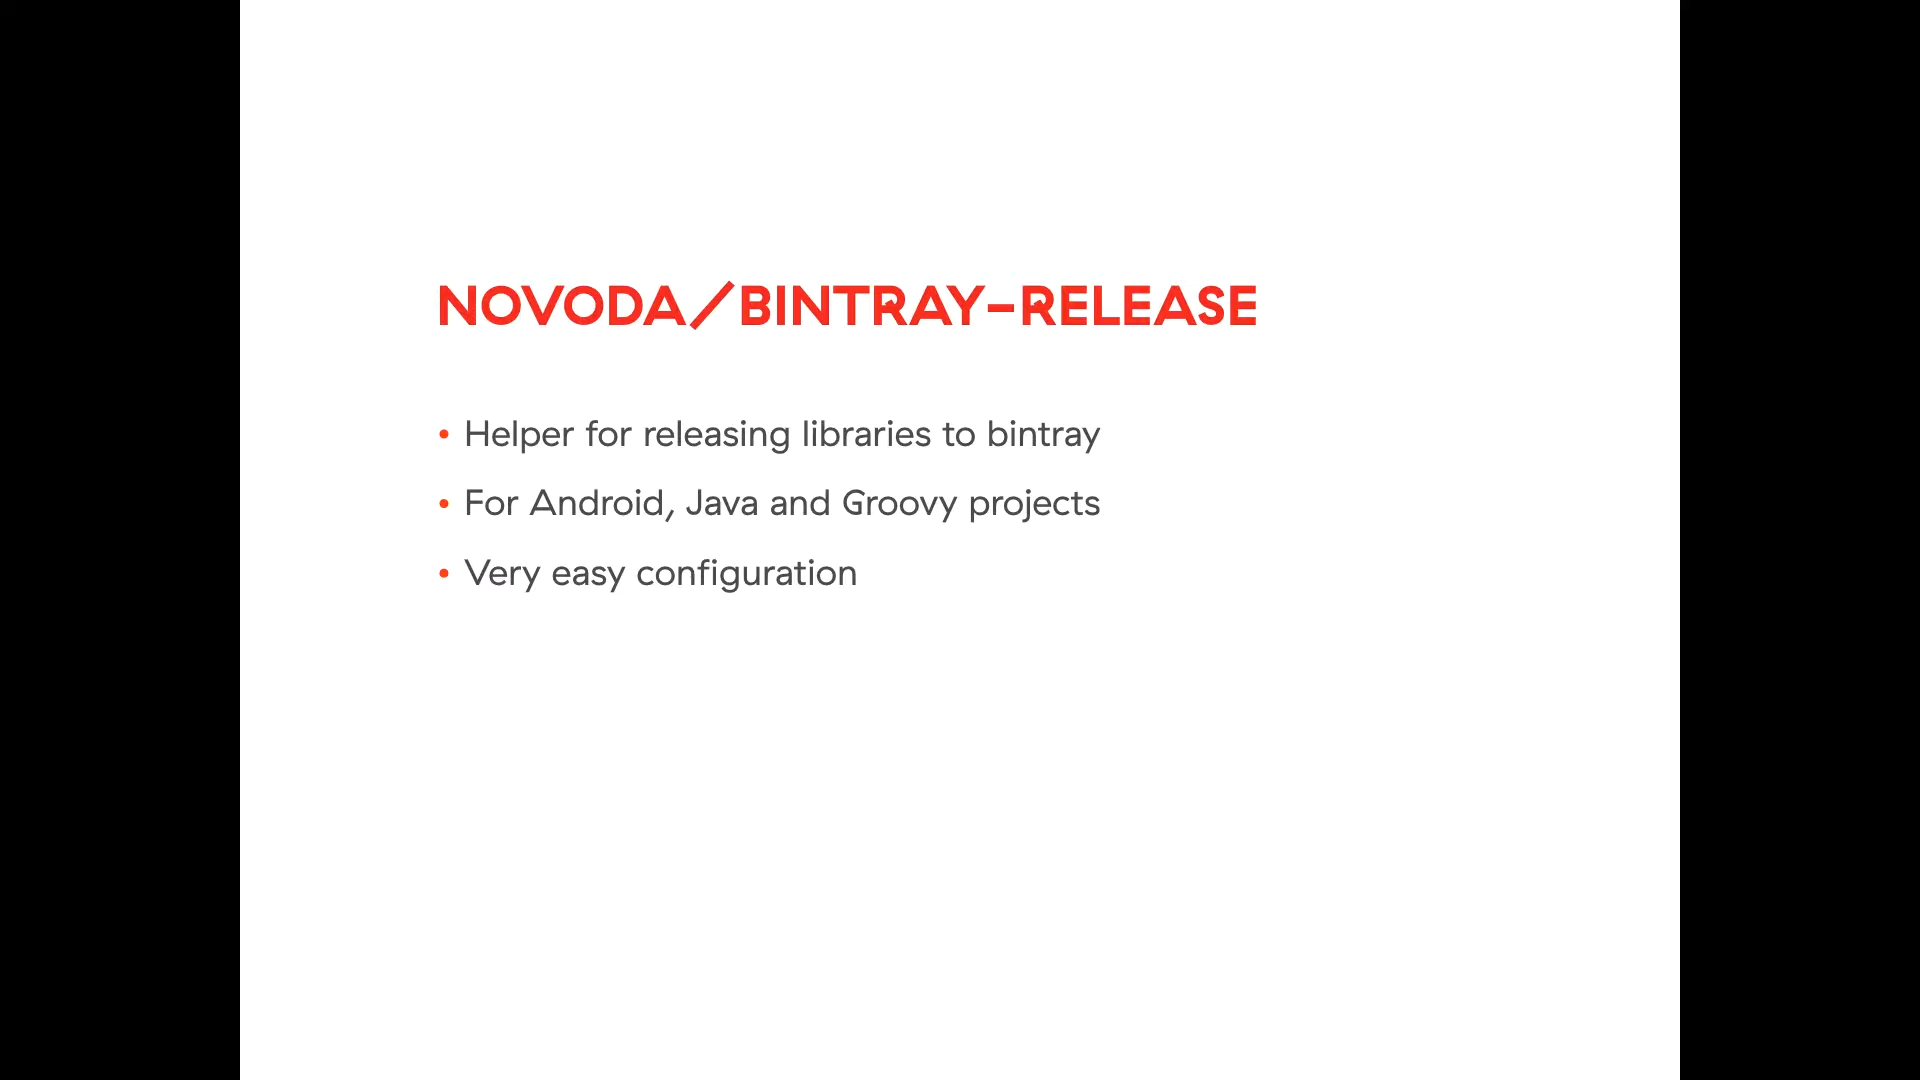 NOVODA/BINTRAY-RELEASE
• Helper for releasing libraries to bintray
• For Android, Java and Groovy projects
• Very easy configuration